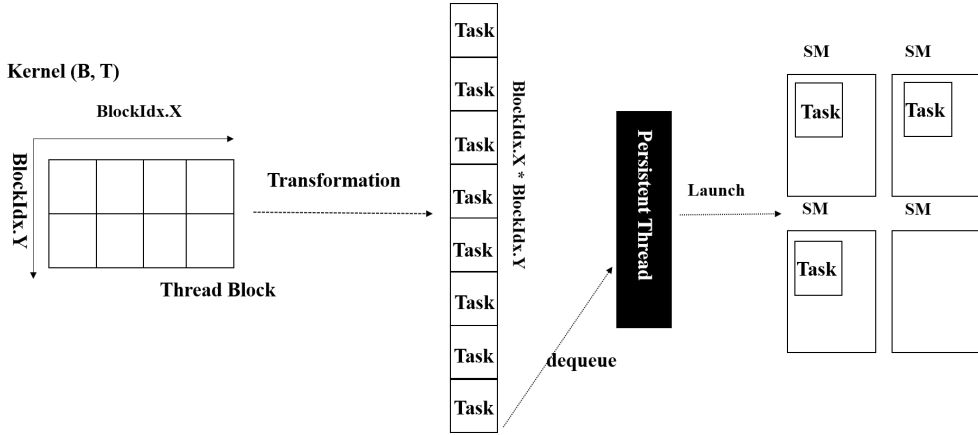 Kernel (B, T)
BlockIdx.X
BlockIdx.Y
Thread Block
Transformation
Task
Task
Task
Task
Task
Task
Task
Task
BlockIdx.X * BlockIdx.Y
dequeue
Persistent Thread
Launch
SM
SM
Task
Task
SM
SM
Task